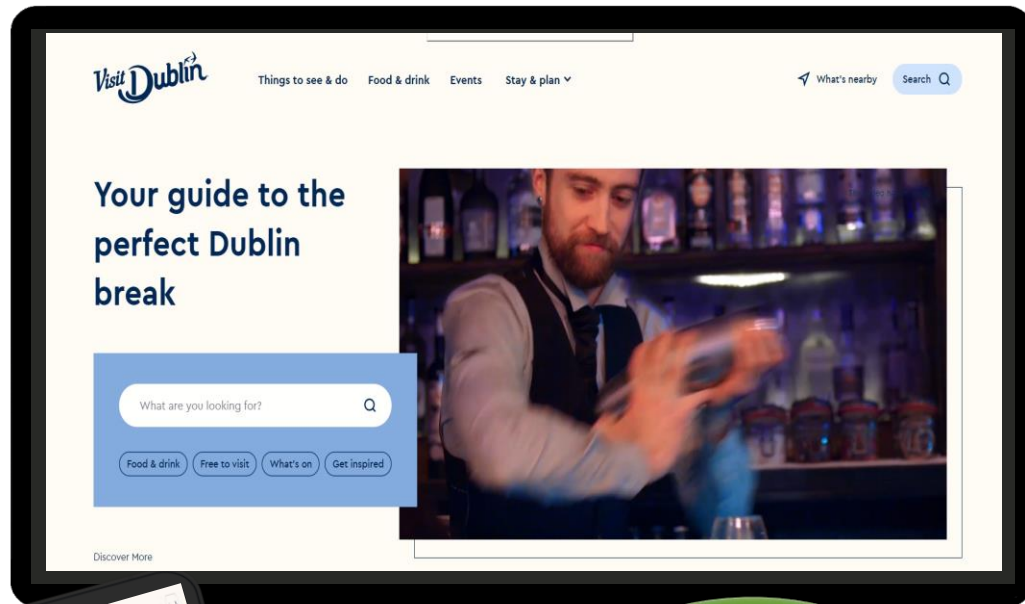 Visit Dublin
Things to see & do Food & drink Events Stay & plan
What's nearby Search
Your guide to the
perfect Dublin
break
What are you looking for?
Food & drink Free to visit What's on Get inspired
Discover More